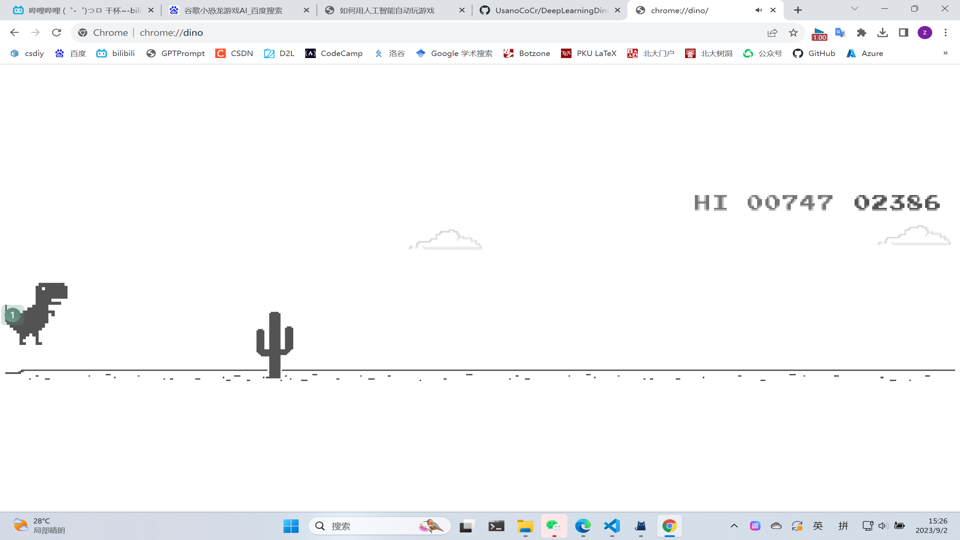 哔哩哔哩 (゜-゜)つロ 干杯~-bili
谷歌小恐龙游戏AI_百度搜索
如何用人工智能自动玩游戏
UsanoCoCr/DeepLearningDin
chrome://dino/
Chrome | chrome://dino
1.00
z
csdiy
百度
bilibili
GPTPrompt
CSDN
D2L
CodeCamp
洛谷
Google 学术搜索
Botzone
PKU LaTeX
北大门户
北大树洞
公众号
GitHub
Azure
»
HI 00747 02386
1
28°C
局部晴朗
搜索
英
拼
15:26
2023/9/2